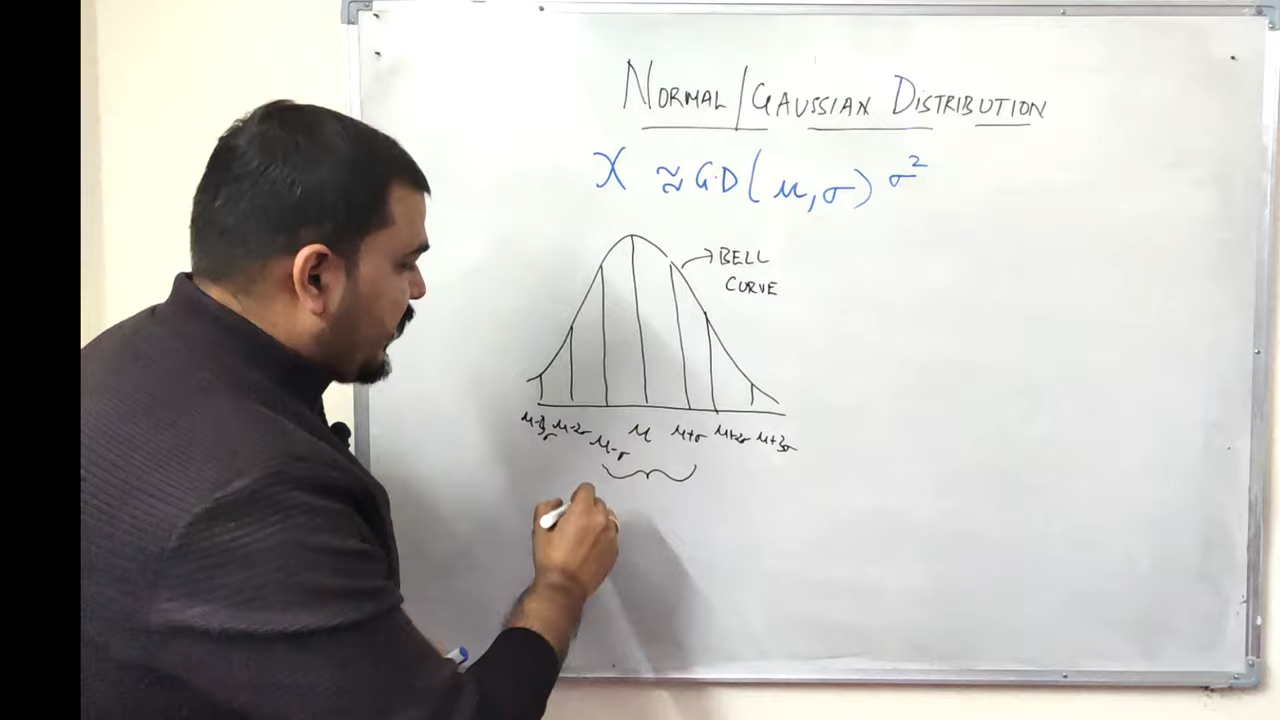 NORMAL/GAUSSIAN DISTRIBUTION
X ≈ G.D(μ,σ) σ²
BELL
CURVE
μ-3σ μ-2σ μ-σ μ μ+σ μ+2σ μ+3σ